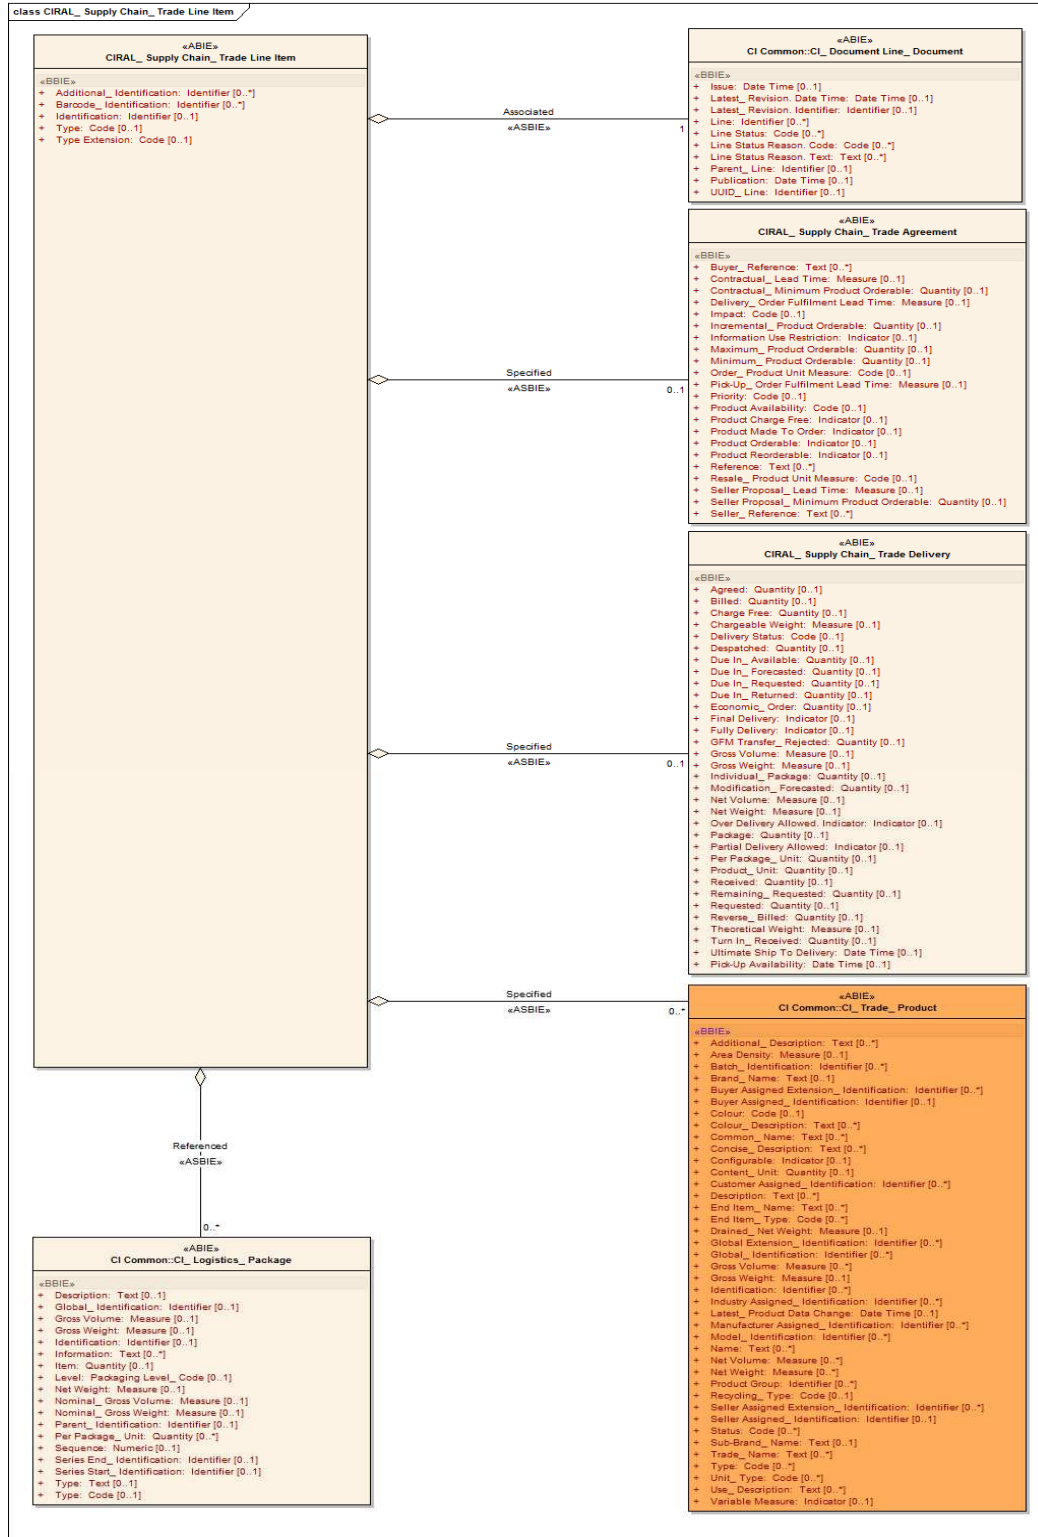 class CIRAL_ Supply Chain_ Trade Line Item
«ABIE»
CIRAL_ Supply Chain_ Trade Line Item
«BBIE»
+ Additional_ Identification: Identifier [0..*]
+ Barcode_ Identification: Identifier [0..*]
+ Identification: Identifier [0..1]
+ Type: Code [0..1]
+ Type Extension: Code [0..1]
Associated
«ASBIE»
1
«ABIE»
CI Common::CI_ Document Line_ Document
«BBIE»
+ Issue: Date Time [0..1]
+ Latest_ Revision. Date Time: Date Time [0..1]
+ Latest_ Revision. Identifier: Identifier [0..1]
+ Line: Identifier [0..*]
+ Line Status: Code [0..*]
+ Line Status Reason. Code: Code [0..*]
+ Line Status Reason. Text: Text [0..*]
+ Parent_ Line: Identifier [0..1]
+ Publication: Date Time [0..1]
+ UUID_ Line: Identifier [0..1]
Specified
«ASBIE»
0..1
«ABIE»
CIRAL_ Supply Chain_ Trade Agreement
«BBIE»
+ Buyer_ Reference: Text [0..*]
+ Contractual_ Lead Time: Measure [0..1]
+ Contractual_ Minimum Product Orderable: Quantity [0..1]
+ Delivery_ Order Fulfilment Lead Time: Measure [0..1]
+ Impact: Code [0..1]
+ Incremental_ Product Orderable: Quantity [0..1]
+ Information Use Restriction: Indicator [0..1]
+ Maximum_ Product Orderable: Quantity [0..1]
+ Minimum_ Product Orderable: Quantity [0..1]
+ Order_ Product Unit Measure: Code [0..1]
+ Pick-Up_ Order Fulfilment Lead Time: Measure [0..1]
+ Priority: Code [0..1]
+ Product Availability: Code [0..1]
+ Product Charge Free: Indicator [0..1]
+ Product Made To Order: Indicator [0..1]
+ Product Orderable: Indicator [0..1]
+ Product Reorderable: Indicator [0..1]
+ Reference: Text [0..*]
+ Resale_ Product Unit Measure: Code [0..1]
+ Seller Proposal_ Lead Time: Measure [0..1]
+ Seller Proposal_ Minimum Product Orderable: Quantity [0..1]
+ Seller_ Reference: Text [0..*]
Specified
«ASBIE»
0..1
«ABIE»
CIRAL_ Supply Chain_ Trade Delivery
«BBIE»
+ Agreed: Quantity [0..1]
+ Billed: Quantity [0..1]
+ Charge Free: Quantity [0..1]
+ Chargeable Weight: Measure [0..1]
+ Delivery Status: Code [0..1]
+ Despatched: Quantity [0..1]
+ Due In_ Available: Quantity [0..1]
+ Due In_ Forecasted: Quantity [0..1]
+ Due In_ Requested: Quantity [0..1]
+ Due In_ Returned: Quantity [0..1]
+ Economic_ Order: Quantity [0..1]
+ Final Delivery: Indicator [0..1]
+ Fully Delivery: Indicator [0..1]
+ GFM Transfer_ Rejected: Quantity [0..1]
+ Gross Volume: Measure [0..1]
+ Gross Weight: Measure [0..1]
+ Individual_ Package: Quantity [0..1]
+ Modification_ Forecasted: Quantity [0..1]
+ Net Volume: Measure [0..1]
+ Net Weight: Measure [0..1]
+ Over Delivery Allowed. Indicator: Indicator [0..1]
+ Package: Quantity [0..1]
+ Partial Delivery Allowed: Indicator [0..1]
+ Per Package_ Unit: Quantity [0..1]
+ Product_ Unit: Quantity [0..1]
+ Received: Quantity [0..1]
+ Remaining_ Requested: Quantity [0..1]
+ Requested: Quantity [0..1]
+ Reverse_ Billed: Quantity [0..1]
+ Theoretical Weight: Measure [0..1]
+ Turn In_ Received: Quantity [0..1]
+ Ultimate Ship To Delivery: Date Time [0..1]
+ Pick-Up Availability: Date Time [0..1]
Specified
«ASBIE»
0..*
«ABIE»
CI Common::CI_ Trade_ Product
«BBIE»
+ Additional_ Description: Text [0..*]
+ Area Density: Measure [0..1]
+ Batch_ Identification: Identifier [0..*]
+ Brand_ Name: Text [0..1]
+ Buyer Assigned Extension_ Identification: Identifier [0..*]
+ Buyer Assigned_ Identification: Identifier [0..1]
+ Colour: Code [0..1]
+ Colour_ Description: Text [0..*]
+ Common_ Name: Text [0..*]
+ Concise_ Description: Text [0..*]
+ Configurable: Indicator [0..1]
+ Content_ Unit: Quantity [0..1]
+ Customer Assigned_ Identification: Identifier [0..*]
+ Description: Text [0..*]
+ End Item_ Name: Text [0..*]
+ End Item_ Type: Code [0..*]
+ Drained_ Net Weight: Measure [0..1]
+ Global Extension_ Identification: Identifier [0..*]
+ Global_ Identification: Identifier [0..*]
+ Gross Volume: Measure [0..*]
+ Gross Weight: Measure [0..1]
+ Identification: Identifier [0..*]
+ Industry Assigned_ Identification: Identifier [0..*]
+ Latest_ Product Data Change: Date Time [0..1]
+ Manufacturer Assigned_ Identification: Identifier [0..*]
+ Model_ Identification: Identifier [0..*]
+ Name: Text [0..*]
+ Net Volume: Measure [0..*]
+ Net Weight: Measure [0..*]
+ Product Group: Identifier [0..*]
+ Recycling_ Type: Code [0..1]
+ Seller Assigned Extension_ Identification: Identifier [0..*]
+ Seller Assigned_ Identification: Identifier [0..1]
+ Status: Code [0..*]
+ Sub-Brand_ Name: Text [0..1]
+ Trade_ Name: Text [0..*]
+ Type: Code [0..*]
+ Unit_ Type: Code [0..*]
+ Use_ Description: Text [0..*]
+ Variable Measure: Indicator [0..1]
Referenced
«ASBIE»
0..*
«ABIE»
CI Common::CI_ Logistics_ Package
«BBIE»
+ Description: Text [0..1]
+ Global_ Identification: Identifier [0..1]
+ Gross Volume: Measure [0..1]
+ Gross Weight: Measure [0..1]
+ Identification: Identifier [0..1]
+ Information: Text [0..*]
+ Item: Quantity [0..1]
+ Level: Packaging Level_ Code [0..1]
+ Net Weight: Measure [0..1]
+ Nominal_ Gross Volume: Measure [0..1]
+ Nominal_ Gross Weight: Measure [0..1]
+ Parent_ Identification: Identifier [0..1]
+ Per Package_ Unit: Quantity [0..*]
+ Sequence: Numeric [0..1]
+ Series End_ Identification: Identifier [0..1]
+ Series Start_ Identification: Identifier [0..1]
+ Type: Text [0..1]
+ Type: Code [0..1]